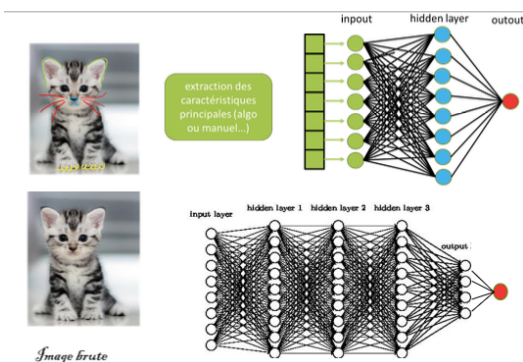 inpout
hidden layer
outout
extraction des
caractéristiques
principales (algo
ou manuel...)
input layer
hidden layer 1
hidden layer 2
hidden layer 3
output
Image brute